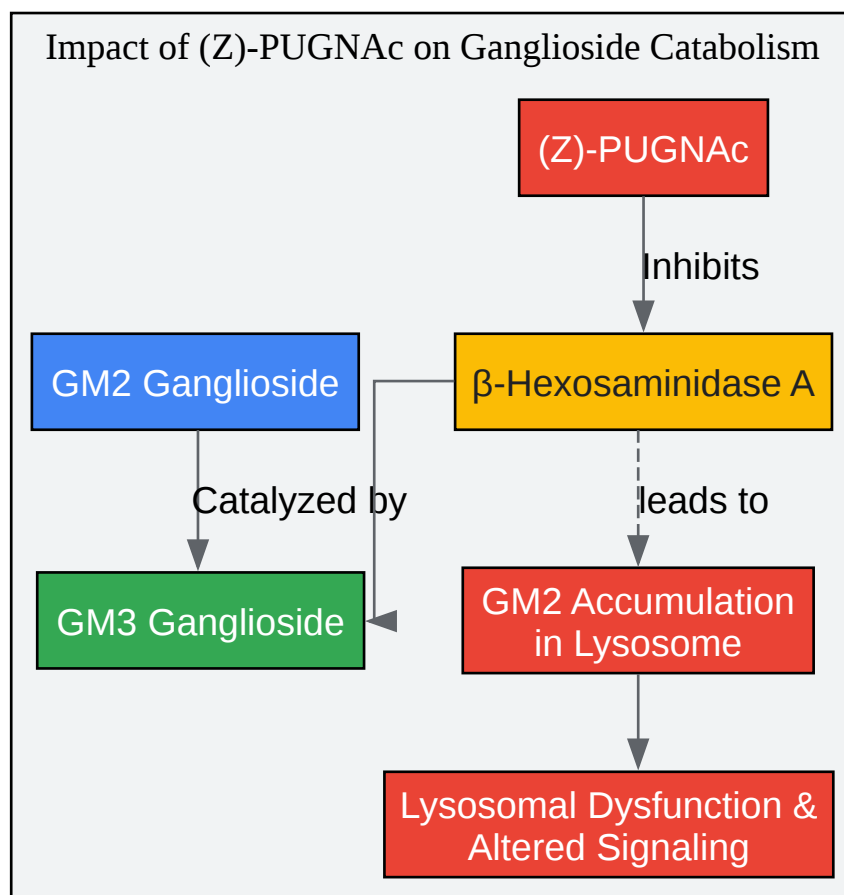 Impact of (Z)-PUGNAc on Ganglioside Catabolism
(Z)-PUGNAc
Inhibits
GM2 Ganglioside
β-Hexosaminidase A
Catalyzed by
leads to
GM3 Ganglioside
GM2 Accumulation
in Lysosome
Lysosomal Dysfunction &
Altered Signaling